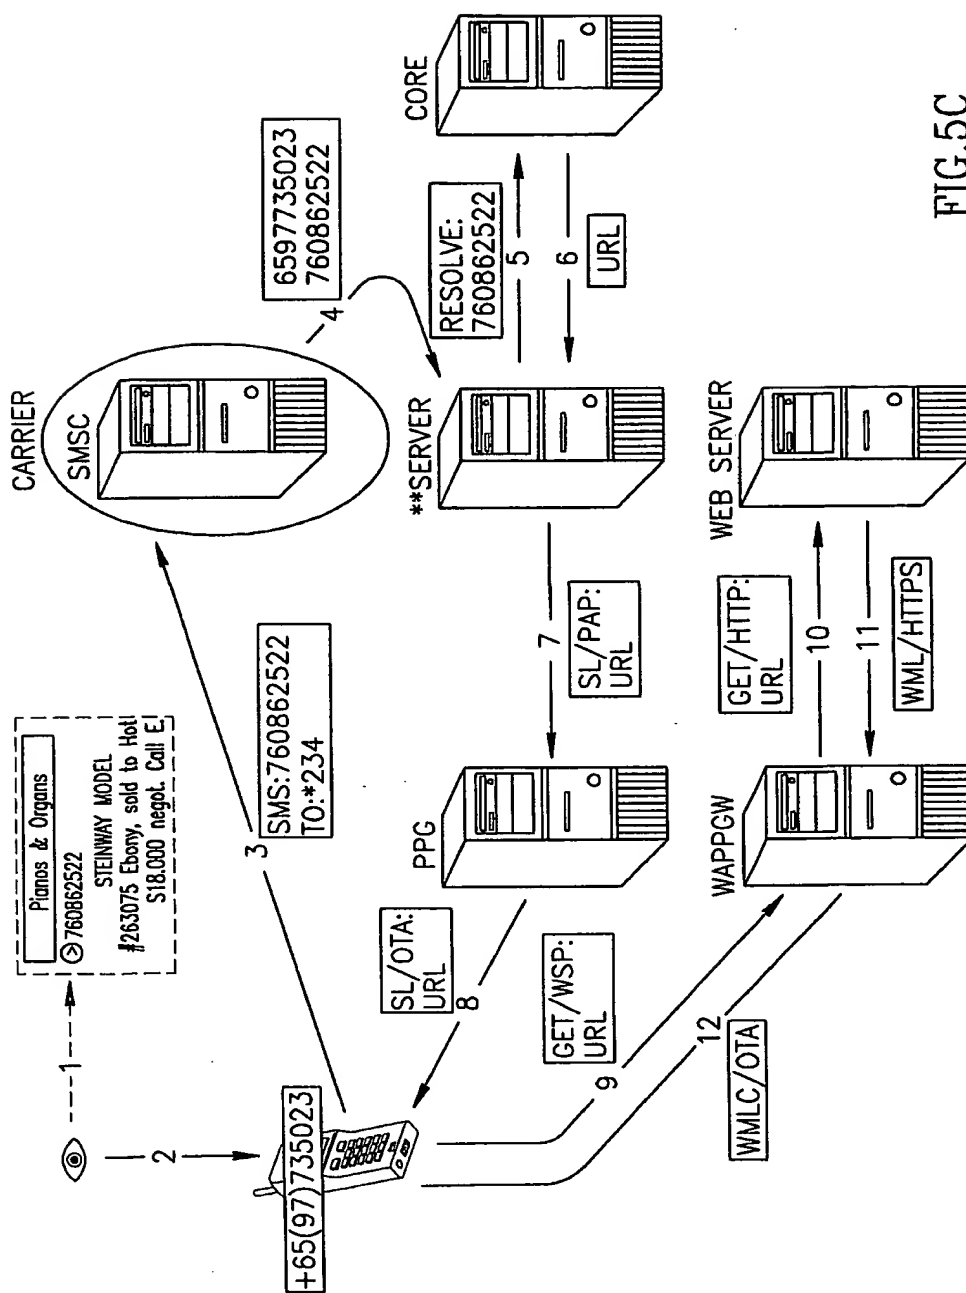 Pianos & Organs
760862522
STEINWAY MODEL
#263075 Ebony, sold to Hotl
S18.000 negot. Call E.
1
2
+65(97)735023
3
SMS:760862522
TO:*234
CARRIER
SMSC
4
6597735023
760862522
**SERVER
RESOLVE:
760862522
5
6
URL
CORE
7
SL/PAP:
URL
PPG
SL/OTA:
URL
8
GET/WSP:
URL
9
12
WMLC/OTA
WAPPGW
GET/HTTP:
URL
10
11
WML/HTTPS
WEB SERVER
FIG.5C